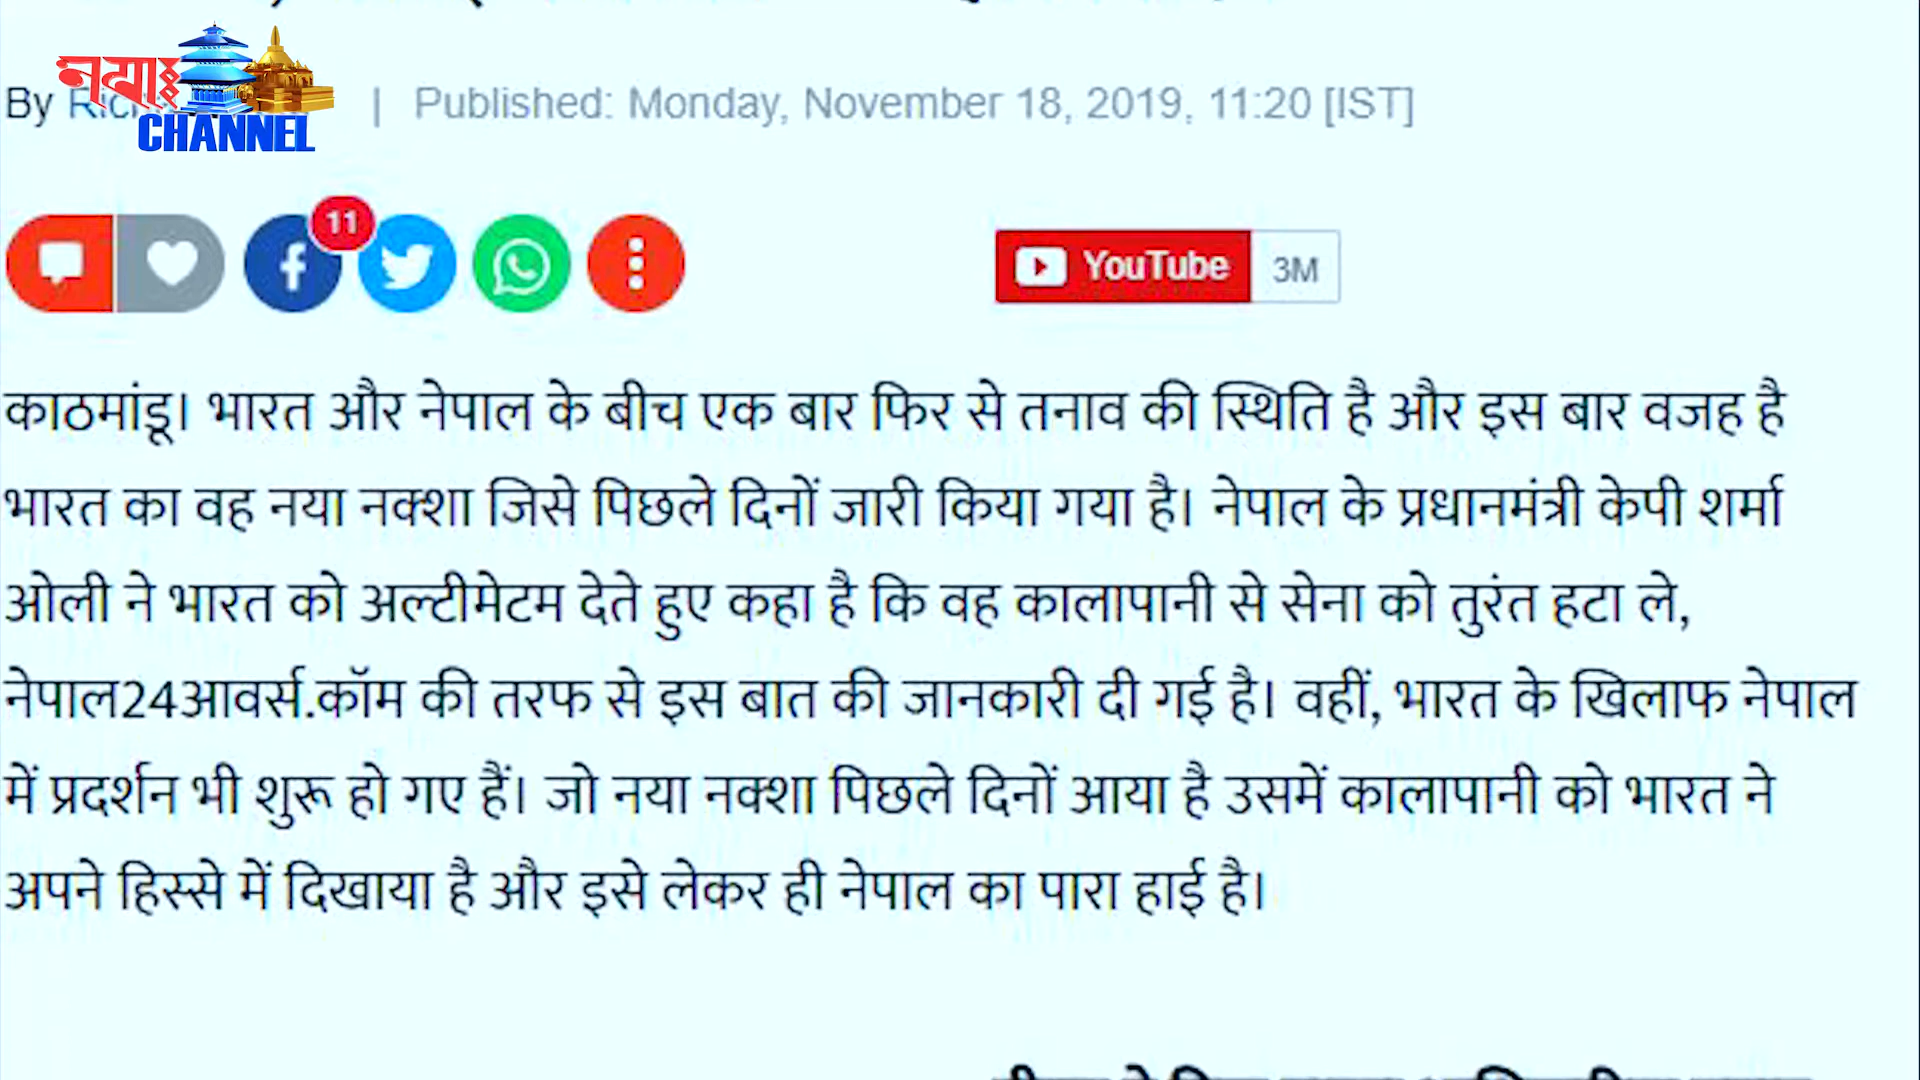 नयाँ
CHANNEL
By | Published: Monday, November 18, 2019, 11:20 [IST]
11
YouTube 3M
काठमांडू। भारत और नेपाल के बीच एक बार फिर से तनाव की स्थिति है और इस बार वजह है
भारत का वह नया नक्शा जिसे पिछले दिनों जारी किया गया है। नेपाल के प्रधानमंत्री केपी शर्मा
ओली ने भारत को अल्टीमेटम देते हुए कहा है कि वह कालापानी से सेना को तुरंत हटा ले,
नेपाल24आवर्स.कॉम की तरफ से इस बात की जानकारी दी गई है। वहीं, भारत के खिलाफ नेपाल
में प्रदर्शन भी शुरू हो गए हैं। जो नया नक्शा पिछले दिनों आया है उसमें कालापानी को भारत ने
अपने हिस्से में दिखाया है और इसे लेकर ही नेपाल का पारा हाई है।